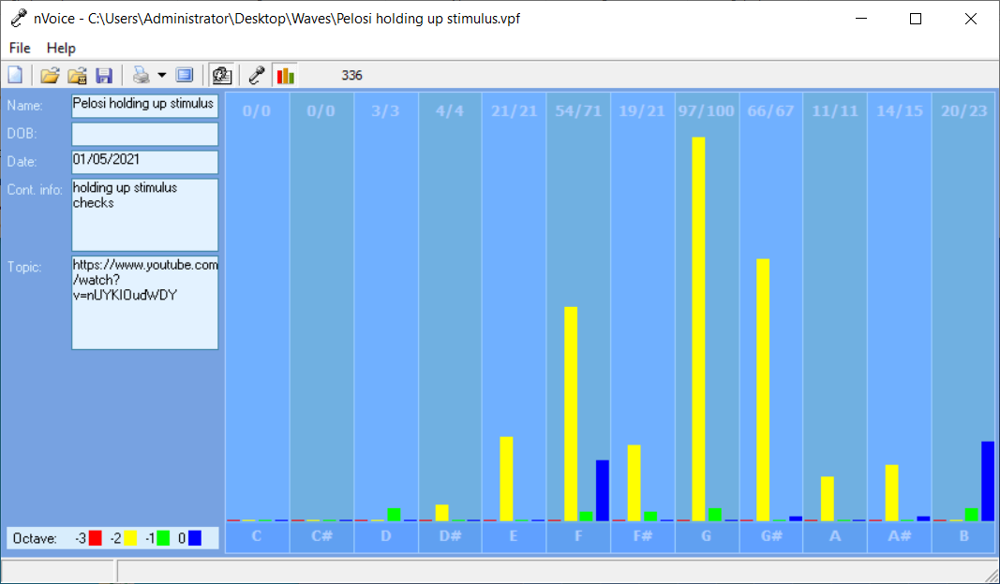 nVoice - C:\Users\Administrator\Desktop\Waves\Pelosi holding up stimulus.vpf
File Help
336
Name: Pelosi holding up stimulus
DOB:
Date: 01/05/2021
Cont. info: holding up stimulus
checks
Topic: https://www.youtube.com
/watch?
v=nUYKlOudWDY
0/0 0/0 3/3 4/4 21/21 54/71 19/21 97/100 66/67 11/11 14/15 20/23
C C# D D# E F F# G G# A A# B
Octave: -3 -2 -1 0